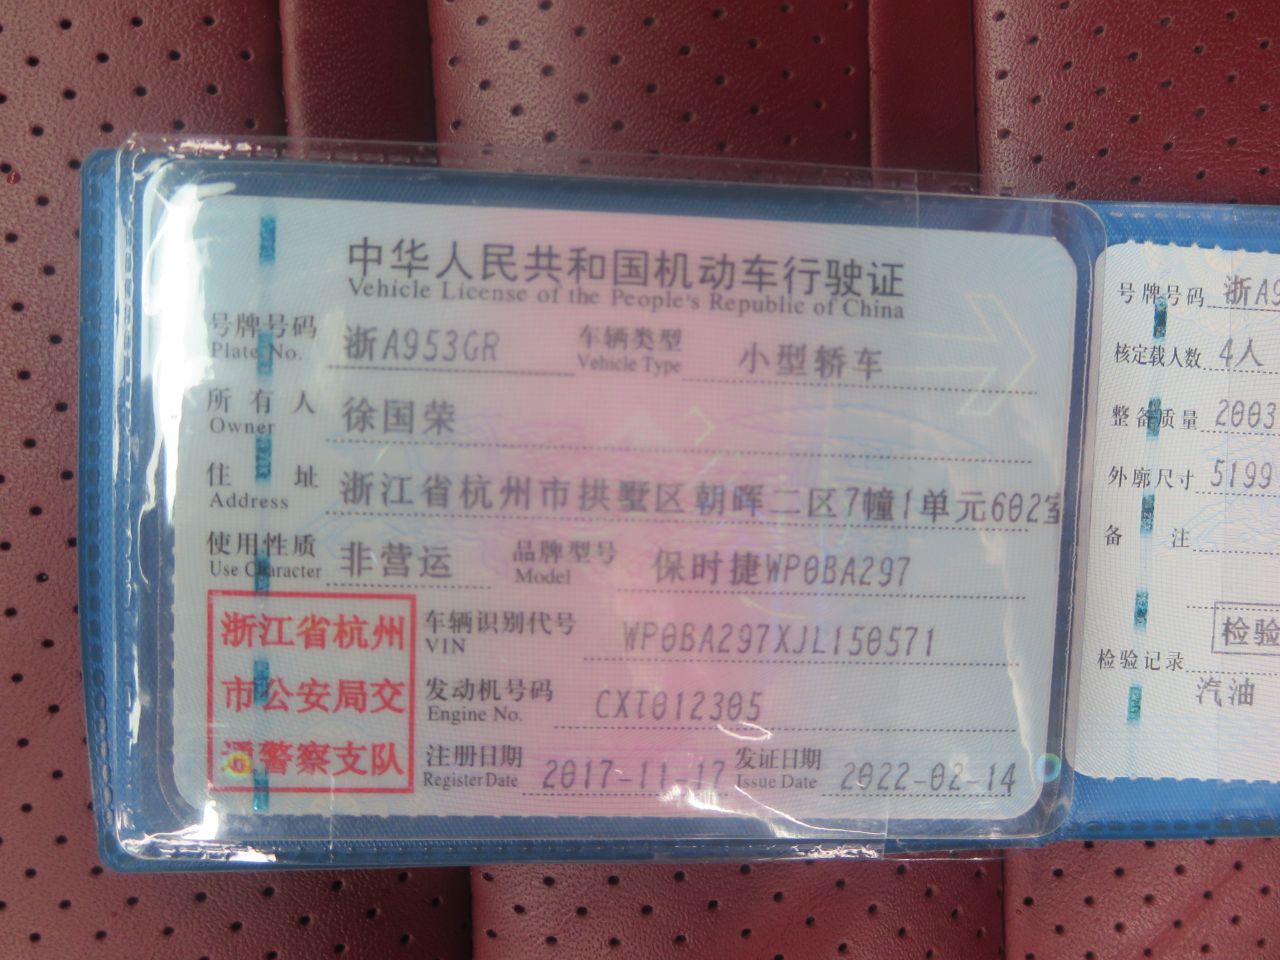 中华人民共和国机动车行驶证
Vehicle License of the People's Republic of China
号牌号码 浙A953GR 车辆类型 小型轿车
Plate No. Vehicle Type
所有人 徐国荣
Owner
住址 浙江省杭州市拱墅区朝晖二区7幢1单元602室
Address
使用性质 非营运 品牌型号 保时捷WP0BA297
Use Character Model
浙江省杭州
市公安局交
通警察支队
车辆识别代号 WP0BA297XJL150571
VIN
发动机号码 CXT012305
Engine No.
注册日期 2017-11-17 发证日期 2022-02-14
Register Date Issue Date
号牌号码 浙A9
核定载人数 4人
整备质量 2003
外廓尺寸 5199
备注
检验
检验记录
汽油